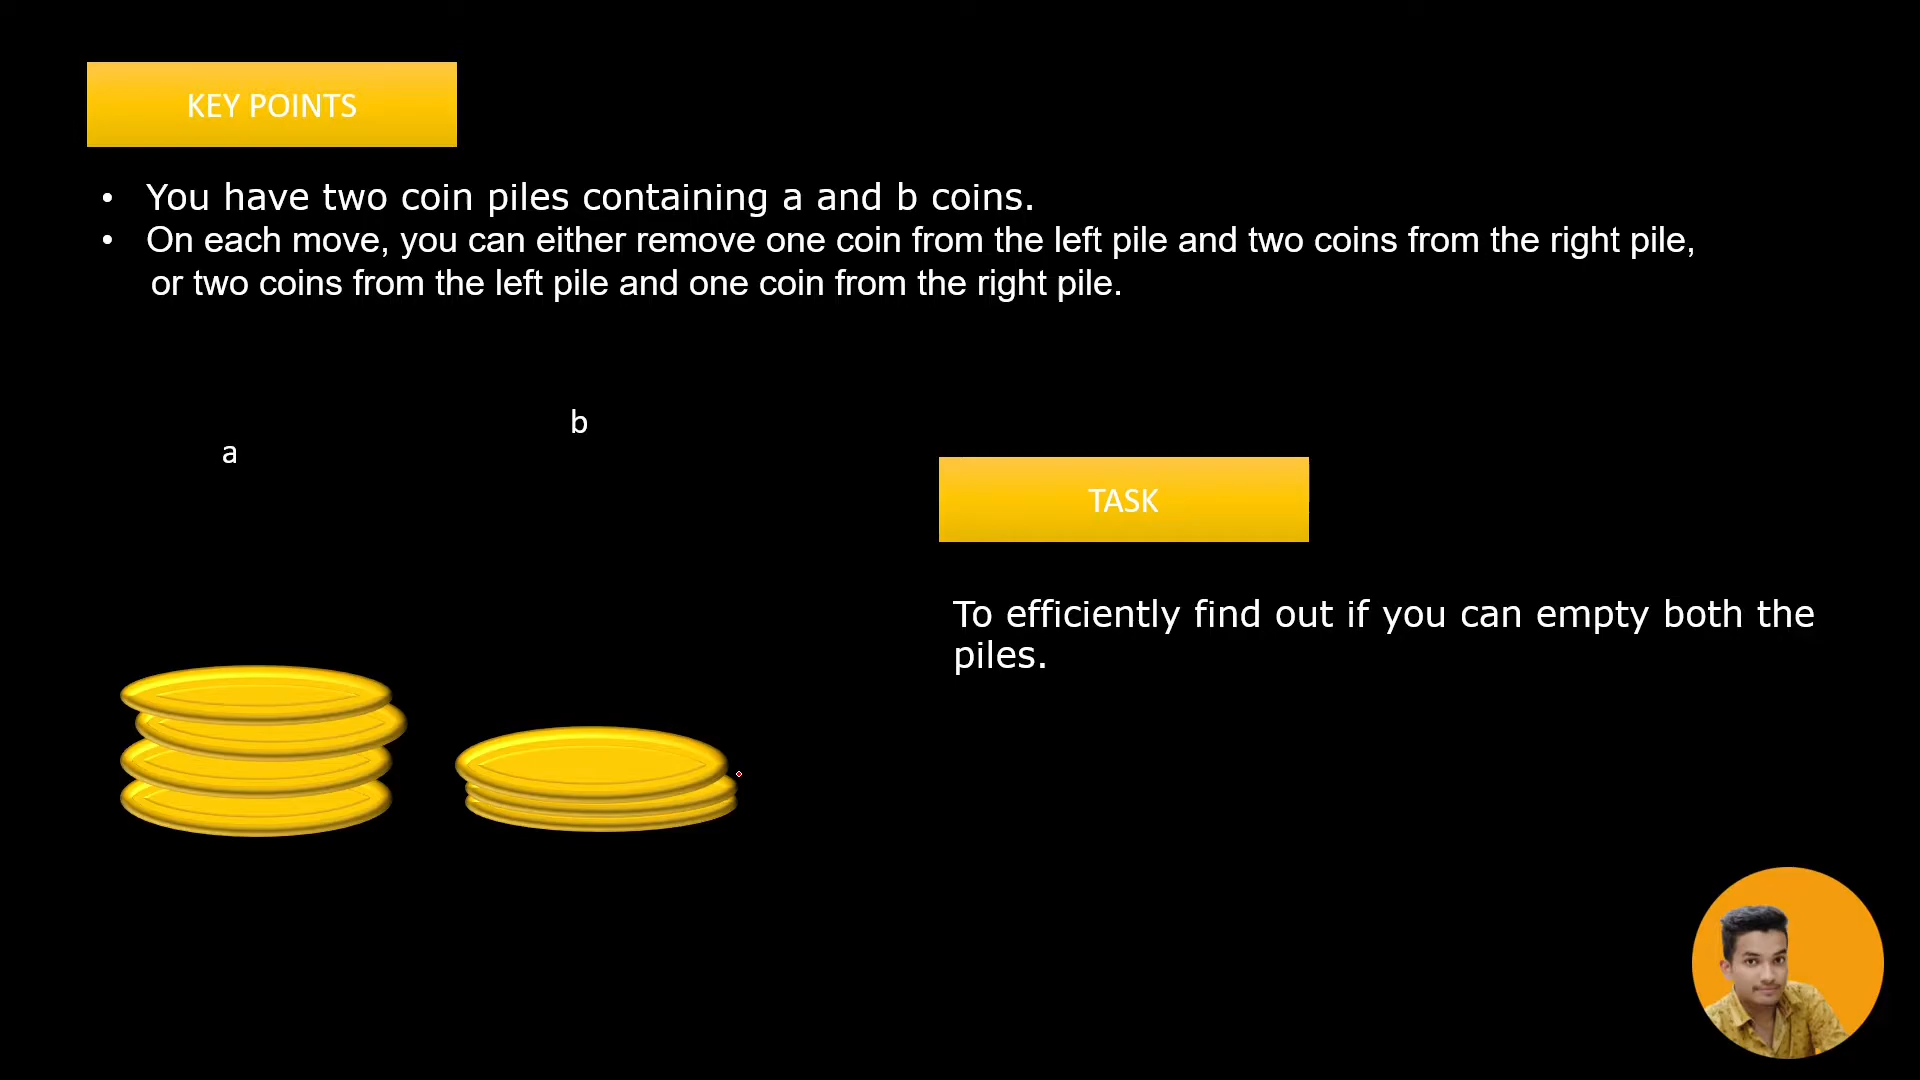 KEY POINTS
• You have two coin piles containing a and b coins.
• On each move, you can either remove one coin from the left pile and two coins from the right pile,
or two coins from the left pile and one coin from the right pile.
b
a
TASK
To efficiently find out if you can empty both the
piles.